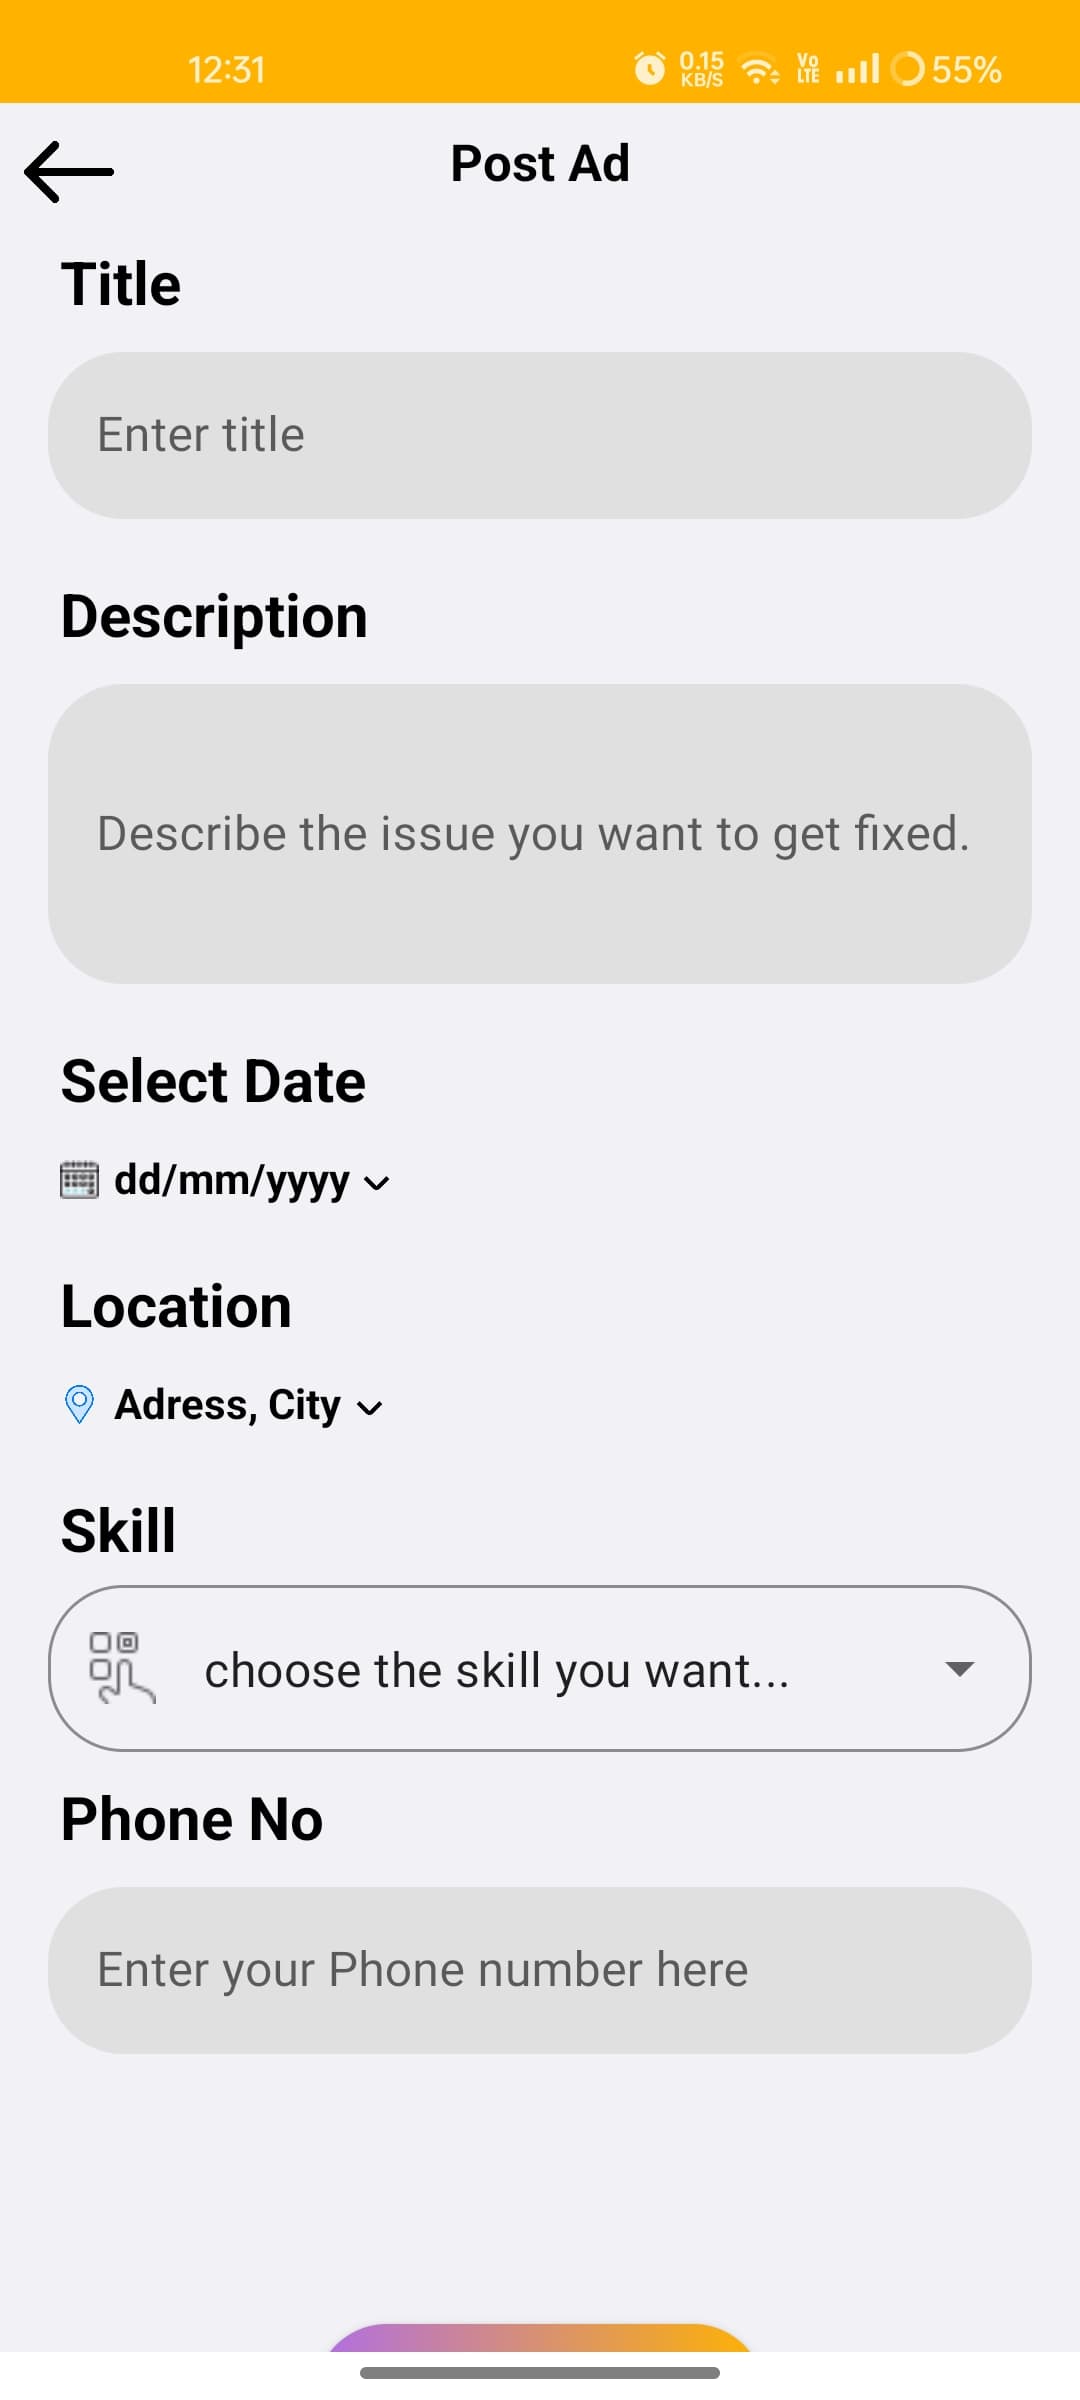 12:31 0.15 KB/S Vo LTE 55%
Post Ad
Title
Enter title
Description
Describe the issue you want to get fixed.
Select Date
dd/mm/yyyy
Location
Adress, City
Skill
choose the skill you want...
Phone No
Enter your Phone number here